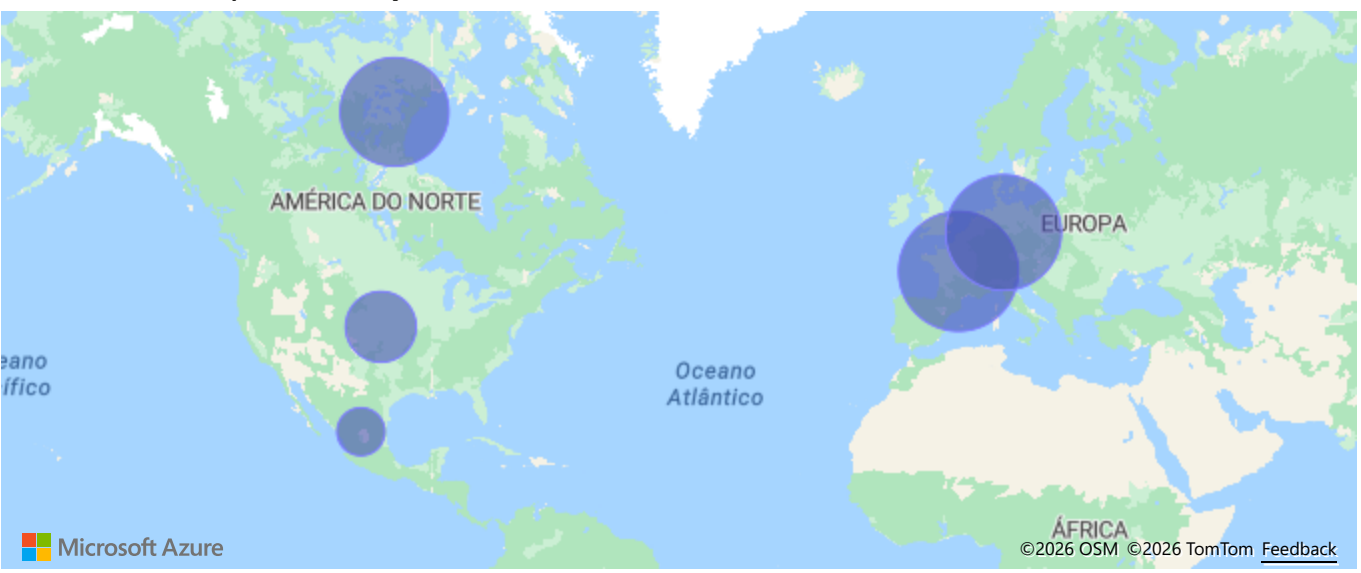 AMÉRICA DO NORTE
EUROPA
eano
ífico
Oceano
Atlântico
ÁFRICA
Microsoft Azure
©2026 OSM ©2026 TomTom Feedback